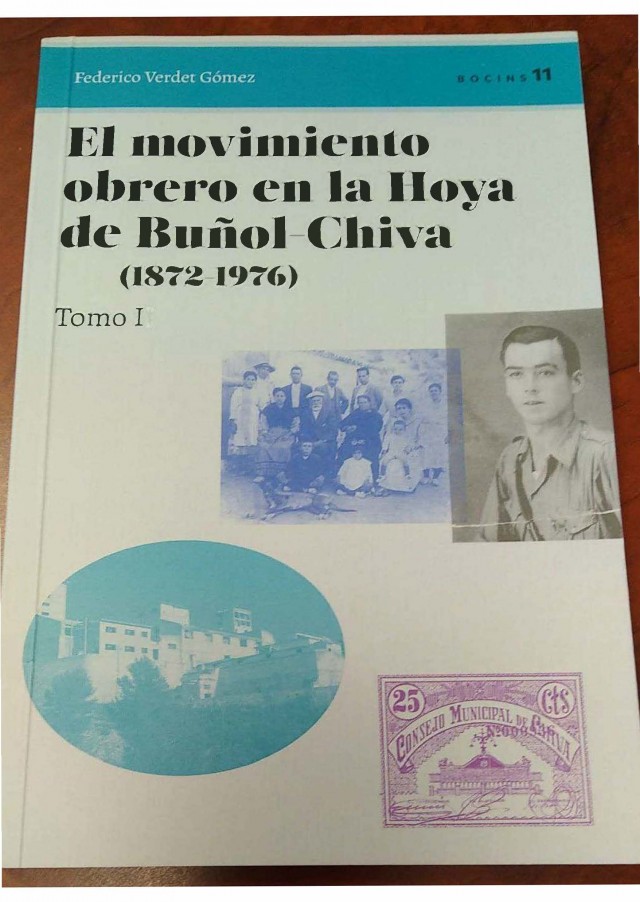 Federico Verdet Gómez
BOCINS 11
El movimiento
obrero en la Hoya
de Buñol-Chiva
(1872-1976)
Tomo I
25 Cts
CONSEJO MUNICIPAL DE